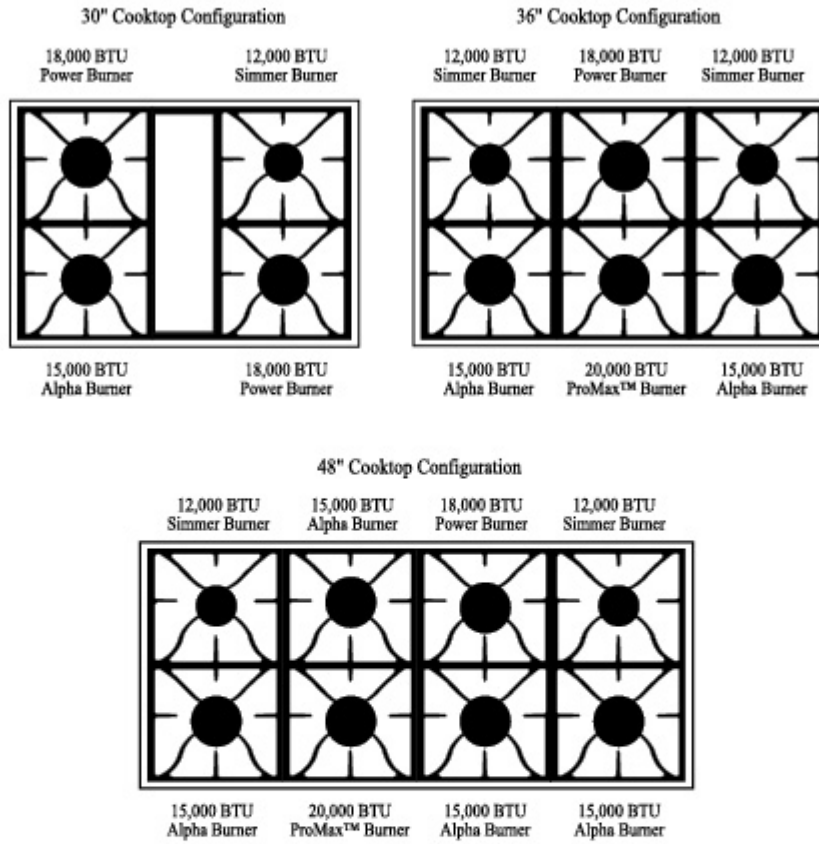 30" Cooktop Configuration
18,000 BTU
Power Burner
12,000 BTU
Simmer Burner
15,000 BTU
Alpha Burner
18,000 BTU
Power Burner
36" Cooktop Configuration
12,000 BTU
Simmer Burner
18,000 BTU
Power Burner
12,000 BTU
Simmer Burner
15,000 BTU
Alpha Burner
20,000 BTU
ProMax™ Burner
15,000 BTU
Alpha Burner
48" Cooktop Configuration
12,000 BTU
Simmer Burner
15,000 BTU
Alpha Burner
18,000 BTU
Power Burner
12,000 BTU
Simmer Burner
15,000 BTU
Alpha Burner
20,000 BTU
ProMax™ Burner
15,000 BTU
Alpha Burner
15,000 BTU
Alpha Burner